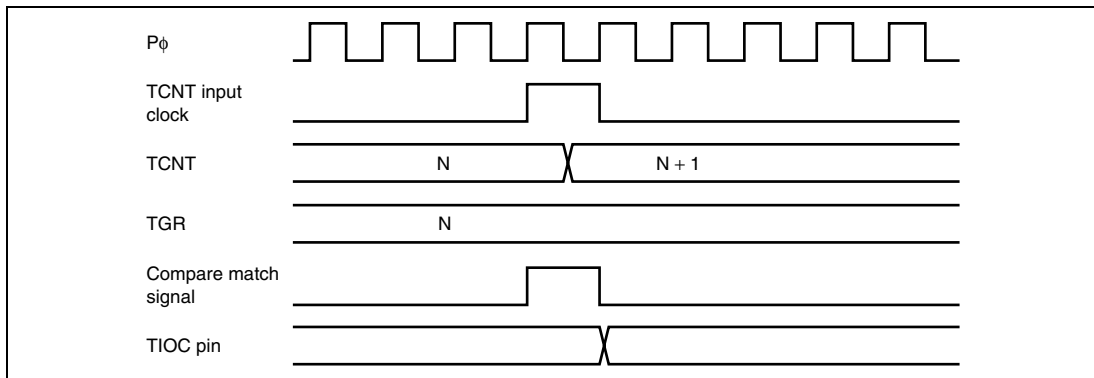 Pϕ
TCNT input
clock
TCNT
N
N + 1
TGR
N
Compare match
signal
TIOC pin